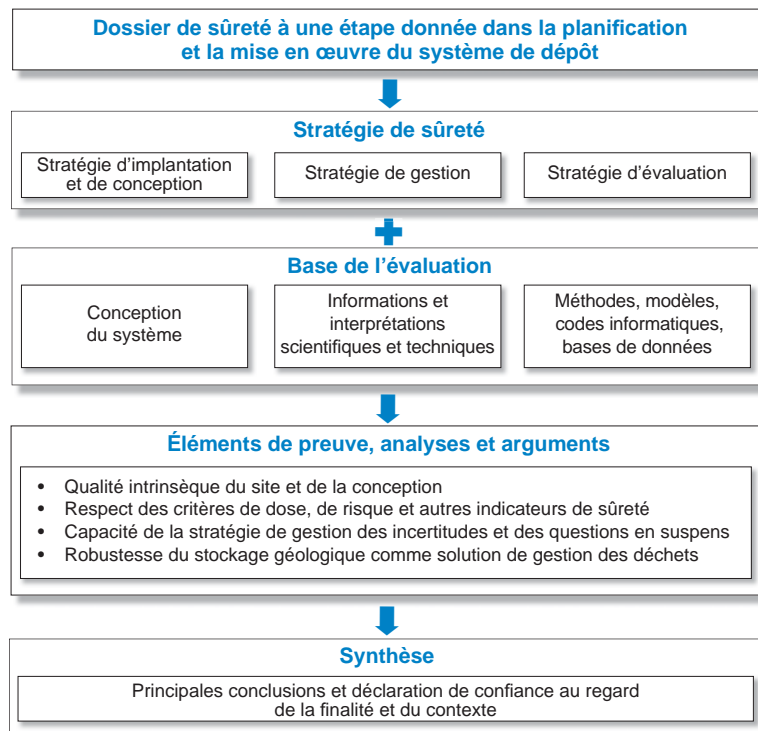 Dossier de sûreté à une étape donnée dans la planification
et la mise en œuvre du système de dépôt
Stratégie de sûreté
Stratégie d'implantation
et de conception
Stratégie de gestion
Stratégie d'évaluation
Base de l'évaluation
Conception
du système
Informations et
interprétations
scientifiques et techniques
Méthodes, modèles,
codes informatiques,
bases de données
Éléments de preuve, analyses et arguments
• Qualité intrinsèque du site et de la conception
• Respect des critères de dose, de risque et autres indicateurs de sûreté
• Capacité de la stratégie de gestion des incertitudes et des questions en suspens
• Robustesse du stockage géologique comme solution de gestion des déchets
Synthèse
Principales conclusions et déclaration de confiance au regard
de la finalité et du contexte